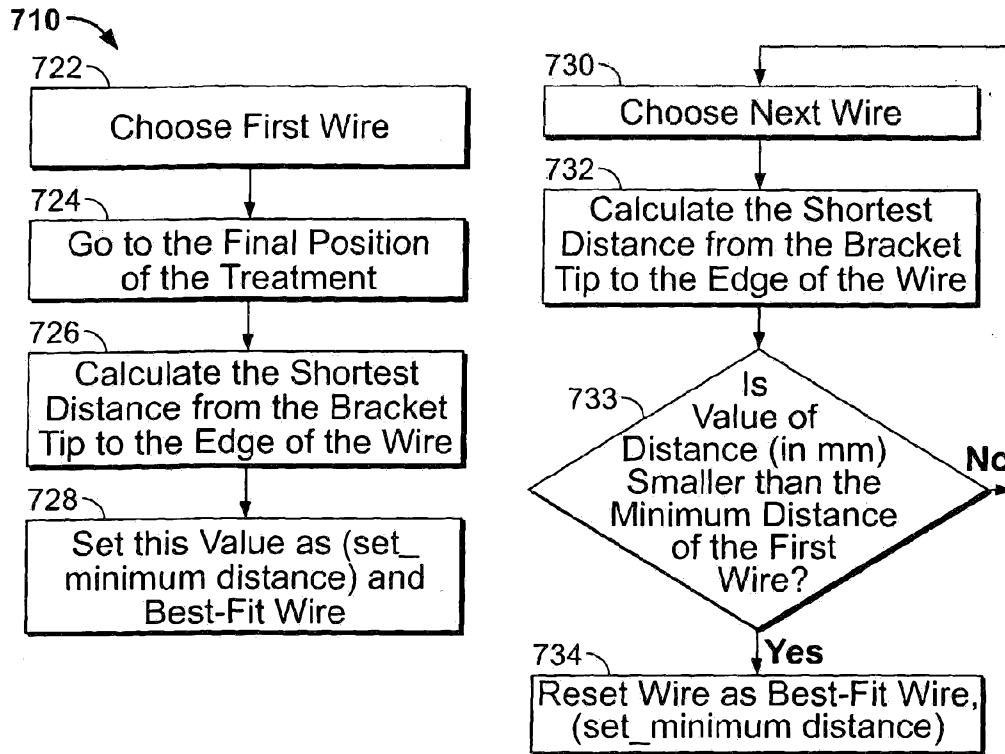 710
722
Choose First Wire
724
Go to the Final Position
of the Treatment
726
Calculate the Shortest
Distance from the Bracket
Tip to the Edge of the Wire
728
Set this Value as (set_
minimum distance) and
Best-Fit Wire
730
Choose Next Wire
732
Calculate the Shortest
Distance from the Bracket
Tip to the Edge of the Wire
733
Is
Value of
Distance (in mm)
Smaller than the
Minimum Distance
of the First
Wire?
No
Yes
734
Reset Wire as Best-Fit Wire,
(set_minimum distance)